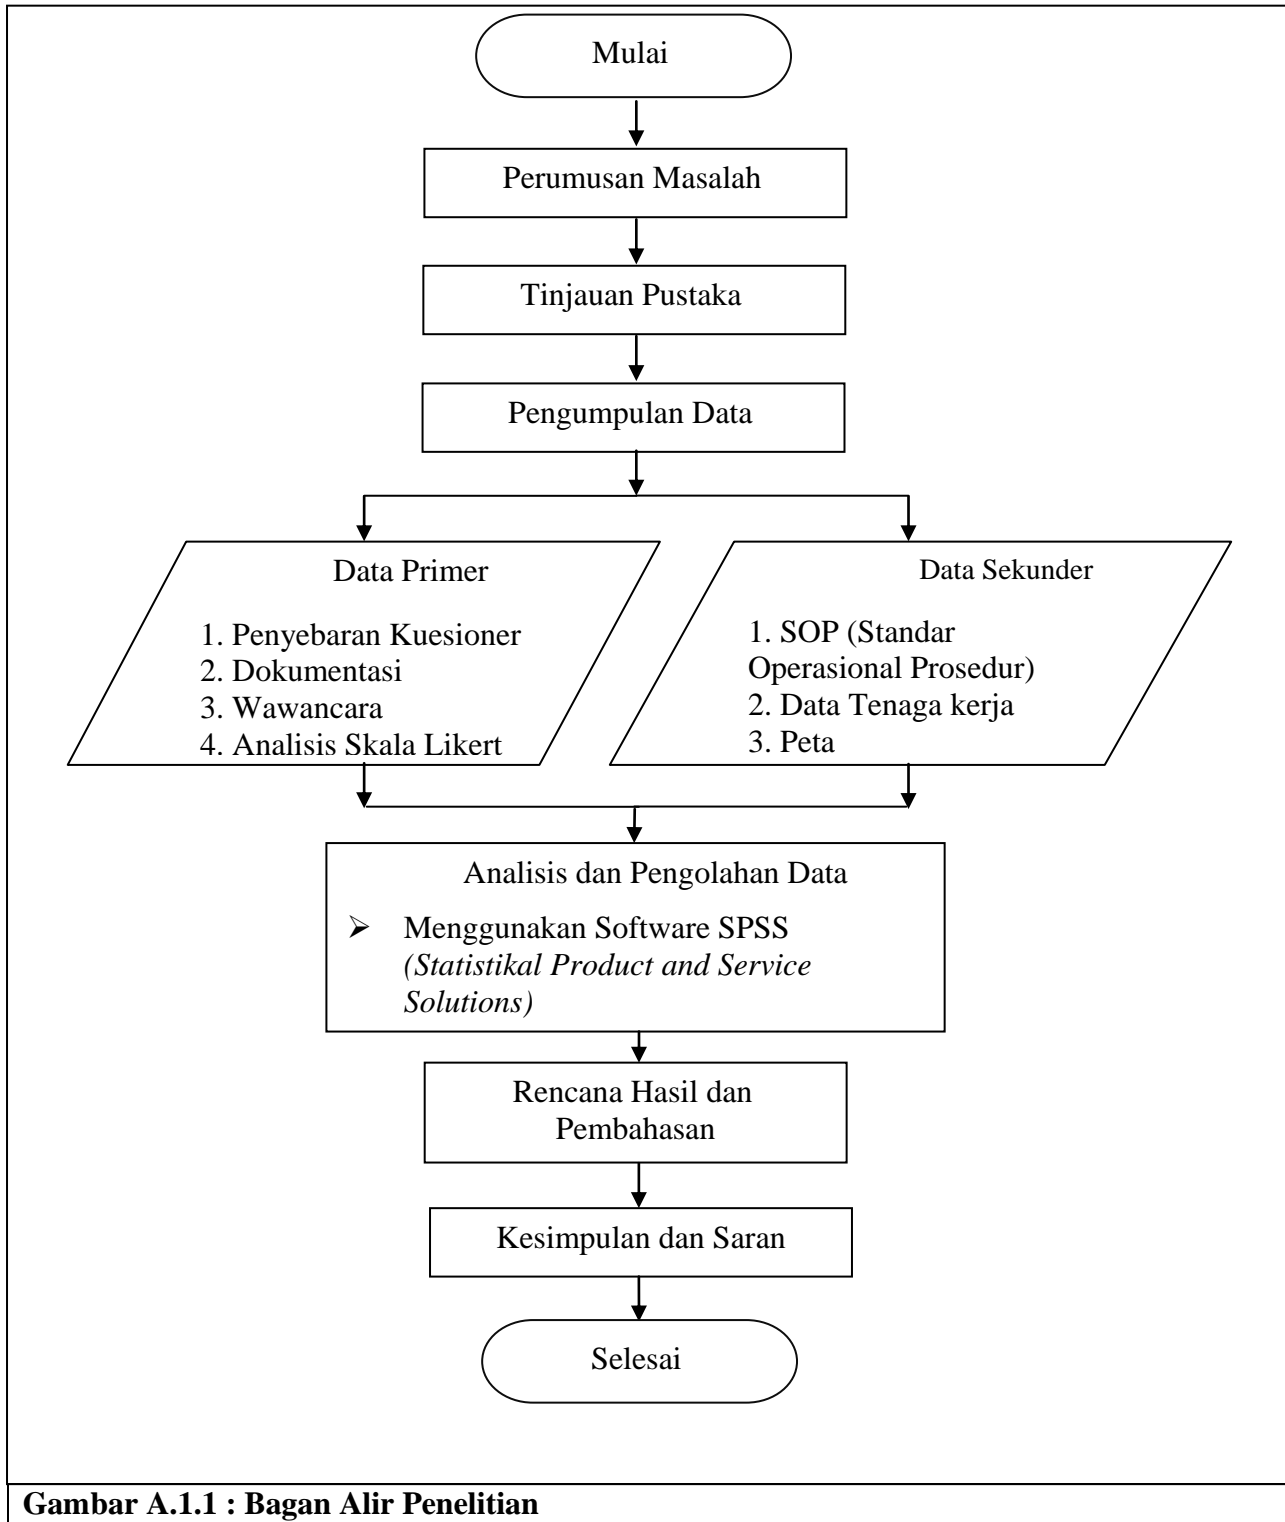 Mulai
Perumusan Masalah
Tinjauan Pustaka
Pengumpulan Data
Data Primer
1. Penyebaran Kuesioner
2. Dokumentasi
3. Wawancara
4. Analisis Skala Likert
Data Sekunder
1. SOP (Standar
Operasional Prosedur)
2. Data Tenaga kerja
3. Peta
Analisis dan Pengolahan Data
➢ Menggunakan Software SPSS
(Statistikal Product and Service
Solutions)
Rencana Hasil dan
Pembahasan
Kesimpulan dan Saran
Selesai
Gambar A.1.1 : Bagan Alir Penelitian